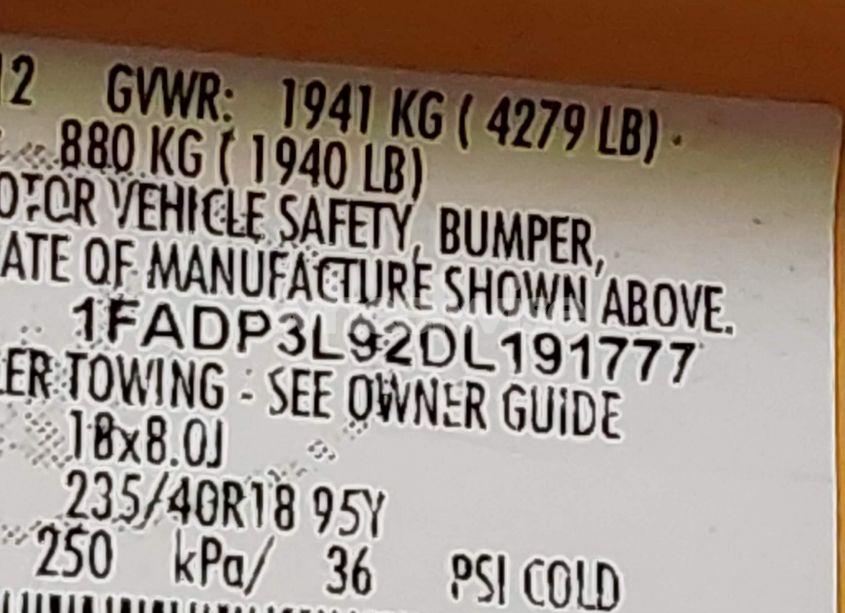 12 GVWR: 1941 KG ( 4279 LB)
880 KG ( 1940 LB)
OTOR VEHICLE SAFETY, BUMPER,
ATE OF MANUFACTURE SHOWN ABOVE.
1FADP3L92DL191777
LER TOWING - SEE OWNER GUIDE
18x8.0J
235/40R18 95Y
250 kPa/ 36 PSI COLD